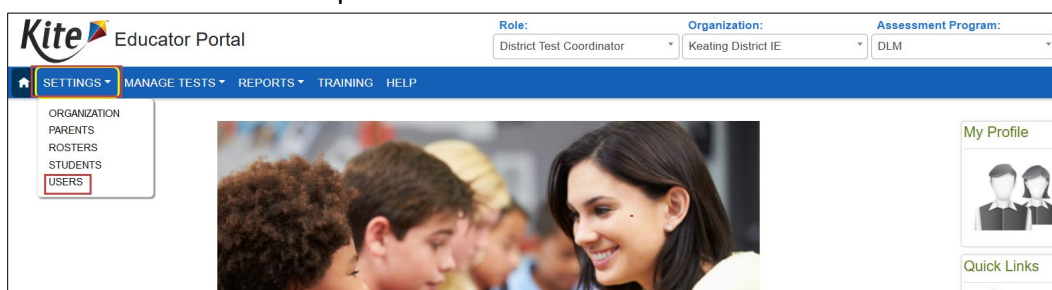 Kite Educator Portal
Role:
District Test Coordinator
Organization:
Keating District IE
Assessment Program:
DLM
SETTINGS MANAGE TESTS REPORTS TRAINING HELP
ORGANIZATION
PARENTS
ROSTERS
STUDENTS
USERS
My Profile
Quick Links